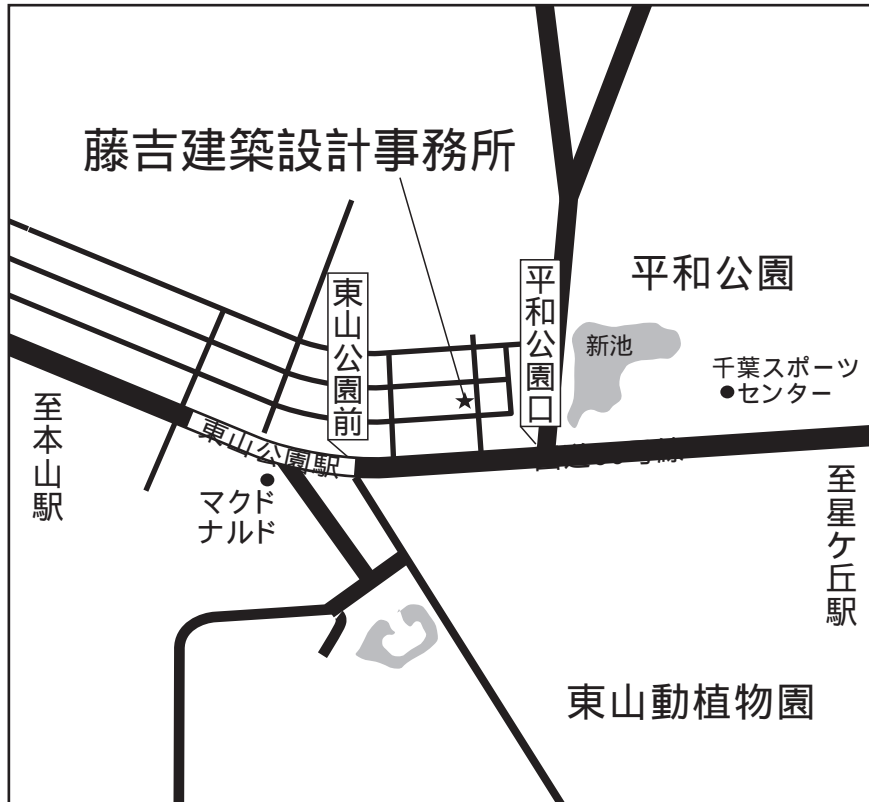 藤吉建築設計事務所
平和公園
東山公園前
平和公園口
新池
千葉スポーツ
センター
至本山駅
東山公園駅
マクド
ナルド
至星ケ丘駅
東山動植物園